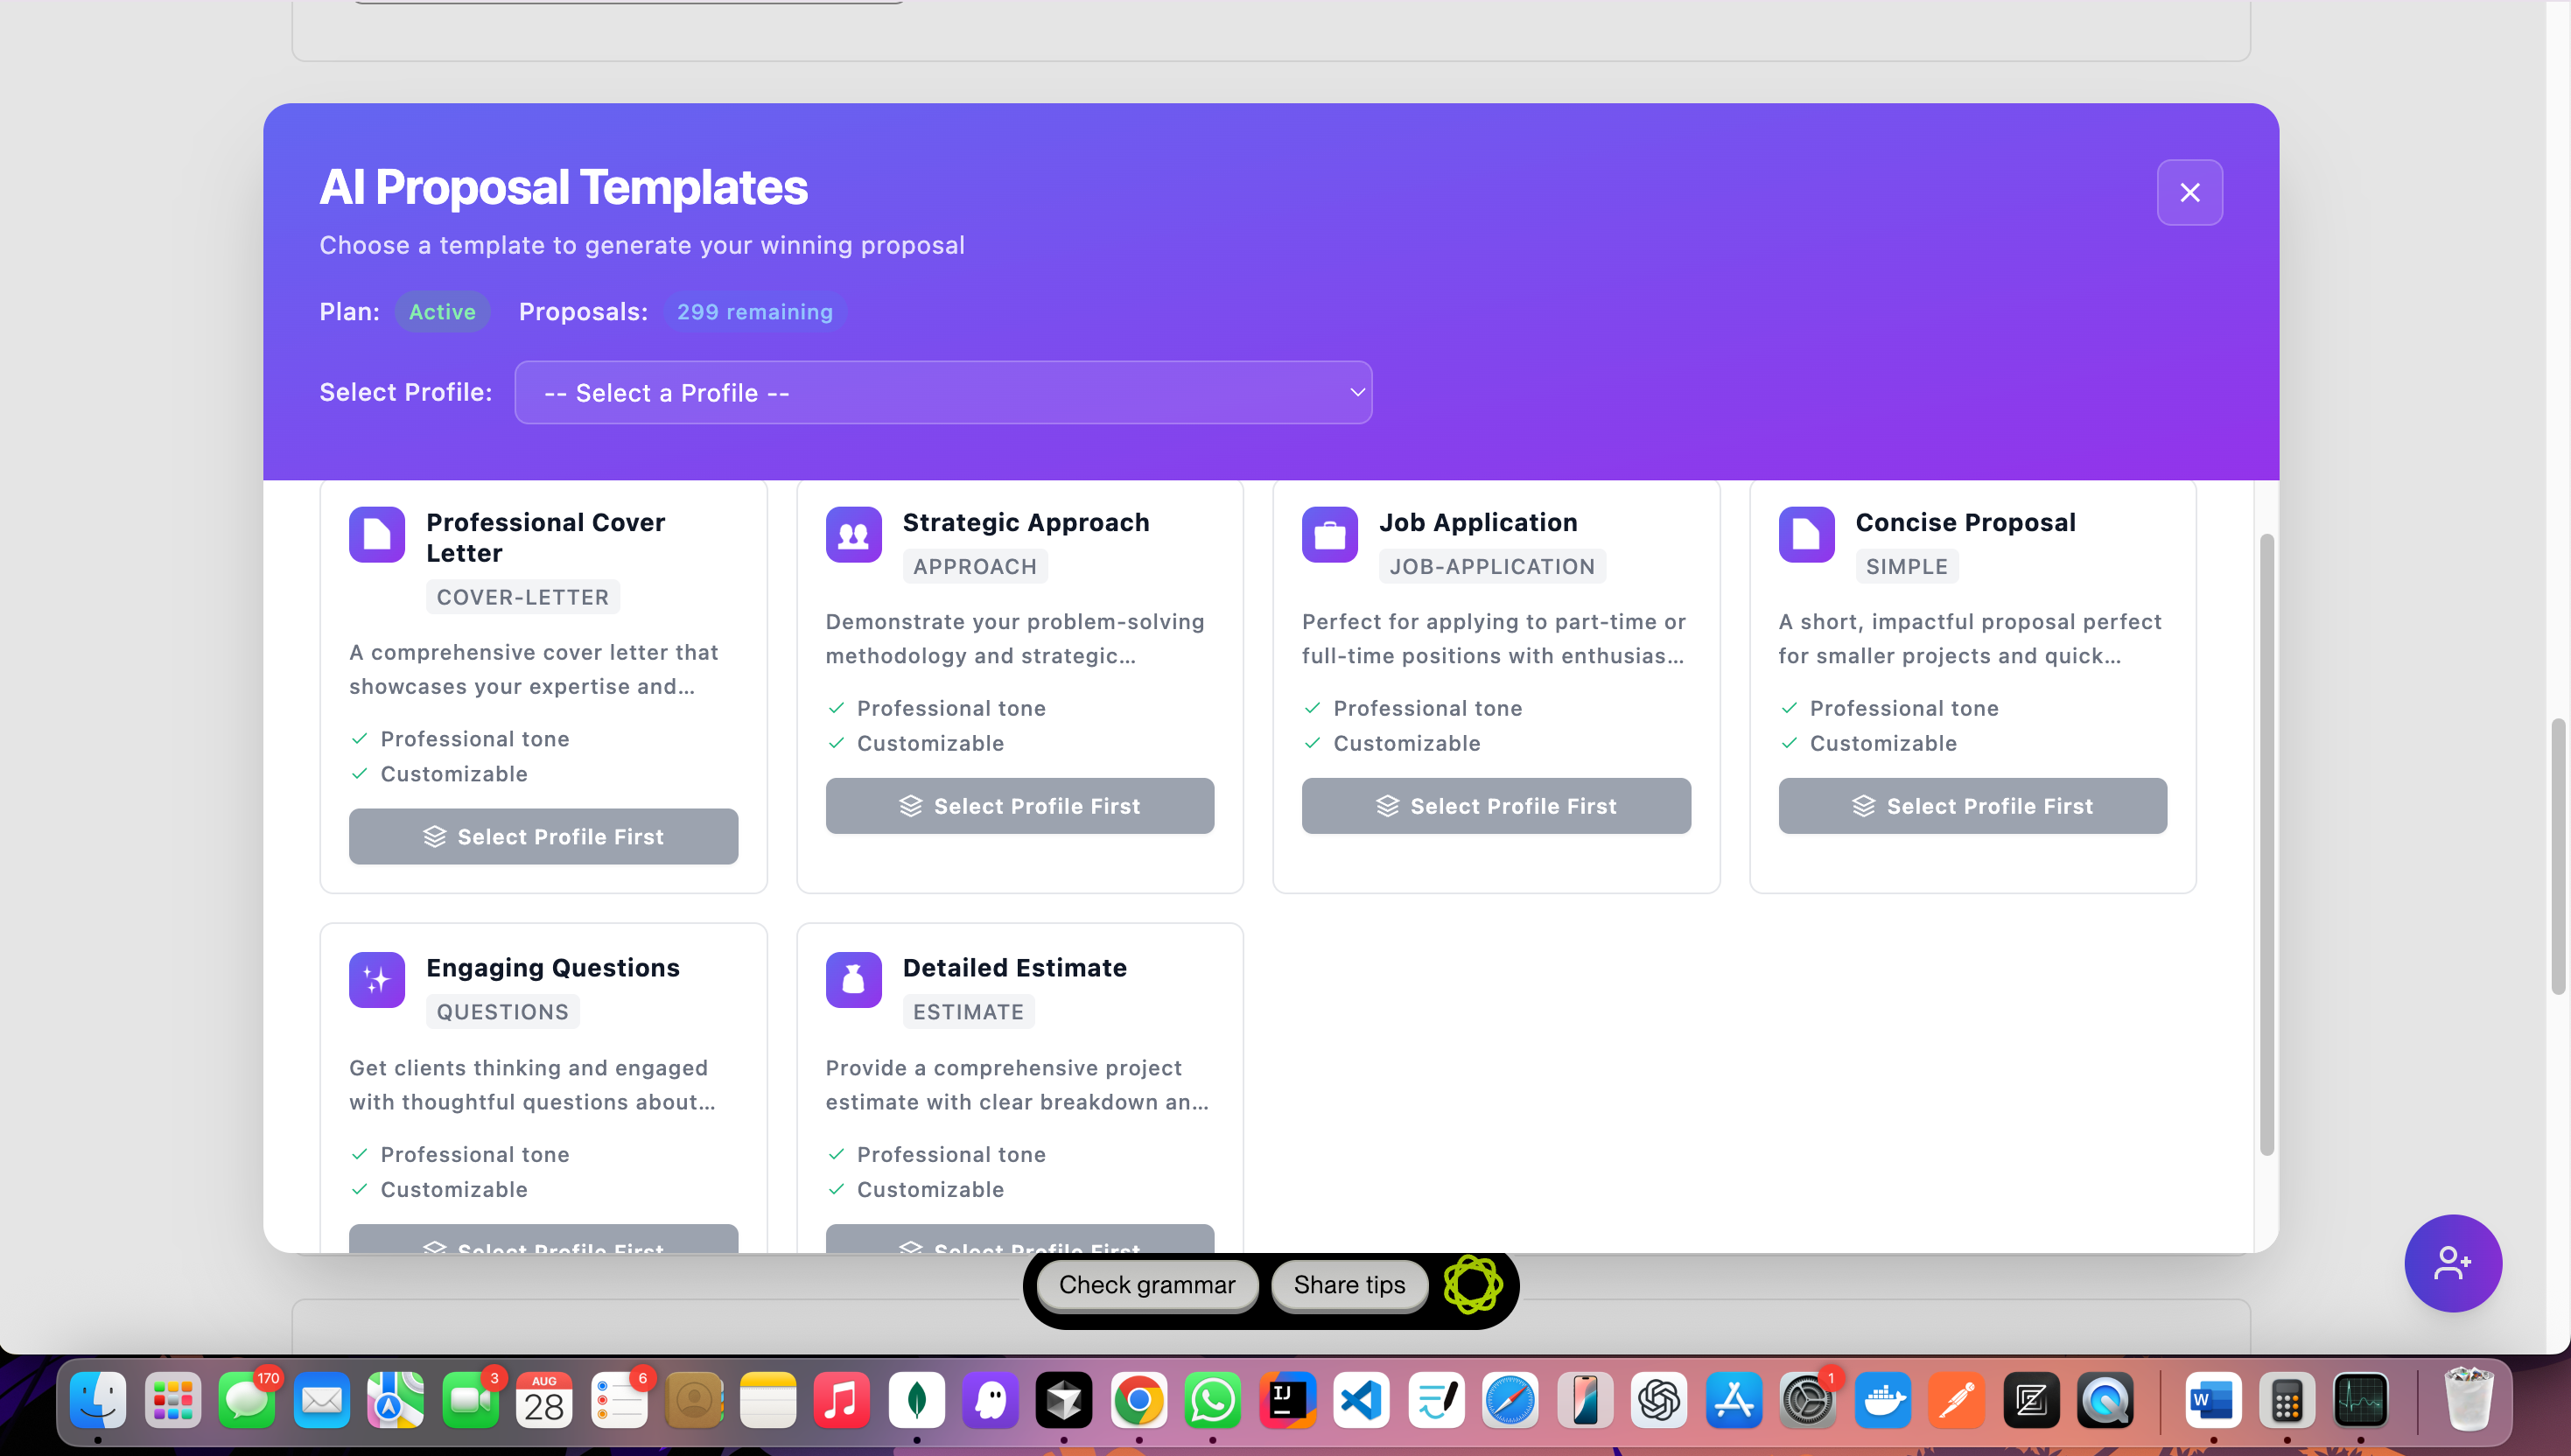 AI Proposal Templates
Choose a template to generate your winning proposal
Plan: Active Proposals: 299 remaining
Select Profile: -- Select a Profile --
Professional Cover
Letter
COVER-LETTER
A comprehensive cover letter that
showcases your expertise and...
Professional tone
Customizable
Select Profile First
Strategic Approach
APPROACH
Demonstrate your problem-solving
methodology and strategic...
Professional tone
Customizable
Select Profile First
Job Application
JOB-APPLICATION
Perfect for applying to part-time or
full-time positions with enthusias...
Professional tone
Customizable
Select Profile First
Concise Proposal
SIMPLE
A short, impactful proposal perfect
for smaller projects and quick...
Professional tone
Customizable
Select Profile First
Engaging Questions
QUESTIONS
Get clients thinking and engaged
with thoughtful questions about...
Professional tone
Customizable
Select Profile First
Detailed Estimate
ESTIMATE
Provide a comprehensive project
estimate with clear breakdown an...
Professional tone
Customizable
Select Profile First
Check grammar
Share tips
170
3
AUG
28
6
IJ
1
W